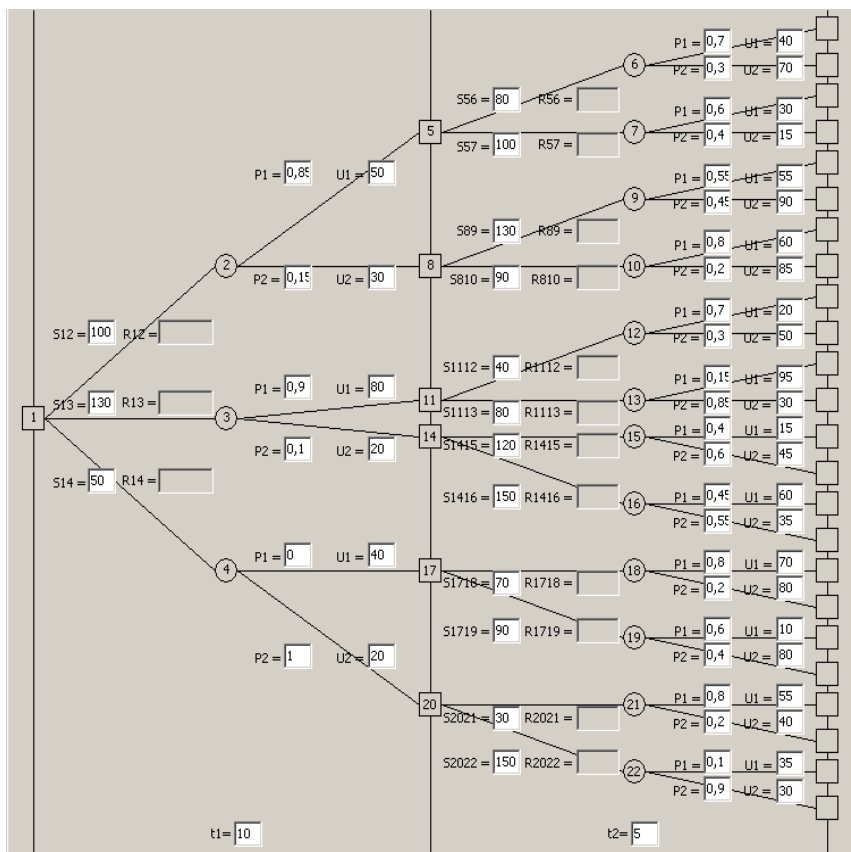 P1 = 0,7 U1 = 40
6
P2 = 0,3 U2 = 70
S56 = 80 R56 =
P1 = 0,6 U1 = 30
5
7
P2 = 0,4 U2 = 15
S57 = 100 R57 =
P1 = 0,85 U1 = 50
P1 = 0,55 U1 = 55
9
P2 = 0,45 U2 = 90
S89 = 130 R89 =
P1 = 0,8 U1 = 60
2
8
10
P2 = 0,2 U2 = 85
P2 = 0,15 U2 = 30
S810 = 90 R810 =
P1 = 0,7 U1 = 20
S12 = 100 R12 =
12
P2 = 0,3 U2 = 50
S1112 = 40 R1112 =
P1 = 0,15 U1 = 95
P1 = 0,9 U1 = 80
S13 = 130 R13 =
11
13
P2 = 0,85 U2 = 30
S1113 = 80 R1113 =
1
3
P1 = 0,4 U1 = 15
14
15
S1415 = 120 R1415 =
P2 = 0,1 U2 = 20
P2 = 0,6 U2 = 45
S14 = 50 R14 =
S1416 = 150 R1416 =
P1 = 0,45 U1 = 60
16
P2 = 0,55 U2 = 35
P1 = 0 U1 = 40
P1 = 0,8 U1 = 70
4
17
18
S1718 = 70 R1718 =
P2 = 0,2 U2 = 80
S1719 = 90 R1719 =
P1 = 0,6 U1 = 10
19
P2 = 1 U2 = 20
P2 = 0,4 U2 = 80
P1 = 0,8 U1 = 55
20
21
S2021 = 30 R2021 =
P2 = 0,2 U2 = 40
S2022 = 150 R2022 =
P1 = 0,1 U1 = 35
22
P2 = 0,9 U2 = 30
t1= 10 t2= 5